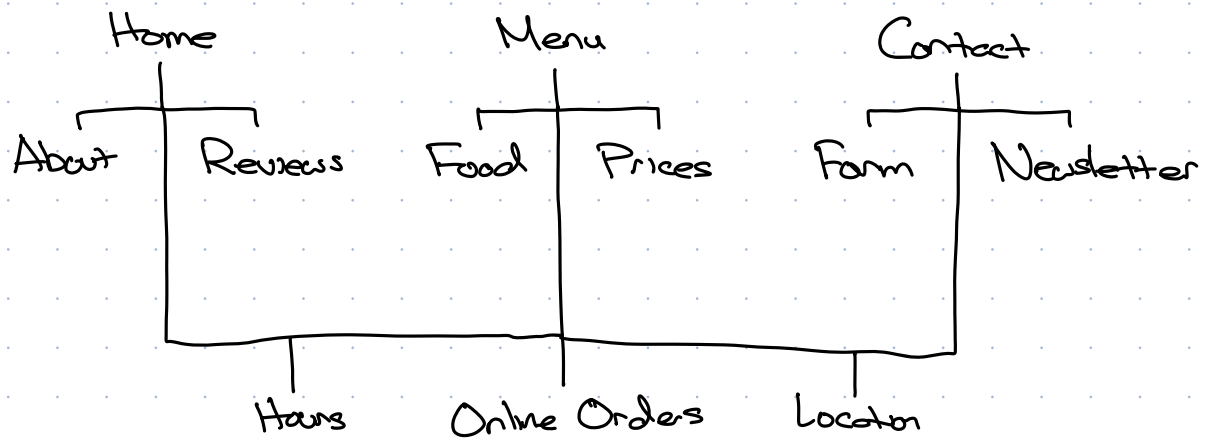 Home Menu Contact
About Reviews Food Prices Form Newsletter
Hours Online Orders Location